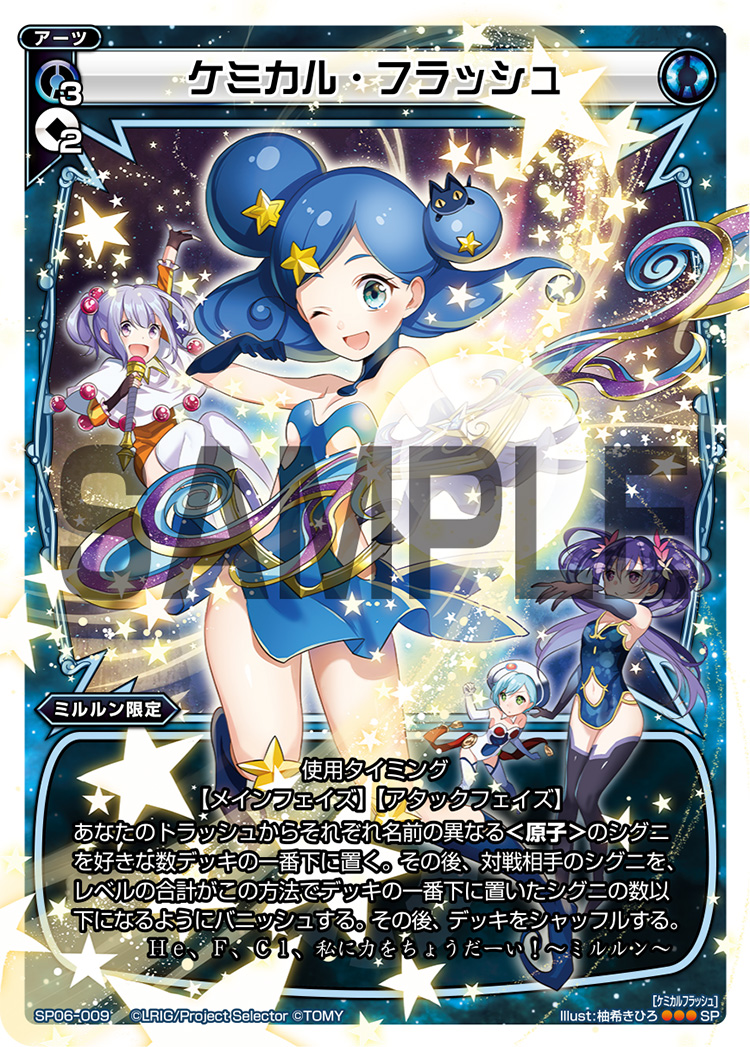 アーツ
ケミカル・フラッシュ
3
2
SAMPLE
ミルルン限定
使用タイミング
【メインフェイズ】【アタックフェイズ】
あなたのトラッシュからそれぞれ名前の異なる＜原子＞のシグニ
を好きな数デッキの一番下に置く。その後、対戦相手のシグニを、
レベルの合計がこの方法でデッキの一番下に置いたシグニの数以
下になるようにバニッシュする。その後、デッキをシャッフルする。
Ｈｅ、Ｆ、Ｃｌ、私に力をちょうだーい！～ミルルン～
[ケミカルフラッシュ]
SP06-009 ©LRIG/Project Selector ©TOMY Illust:柚希きひろ SP